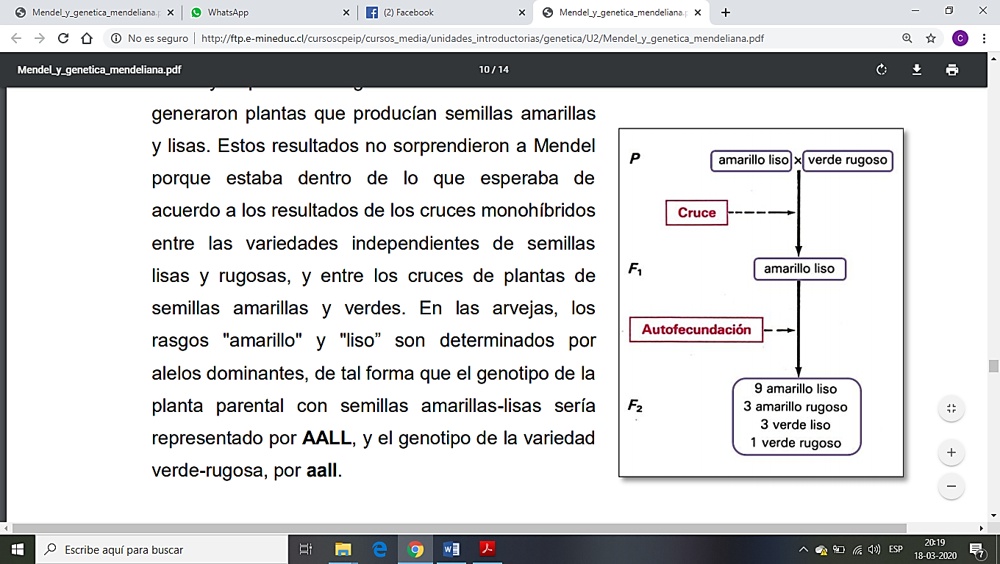 Mendel_y_genetica_mendeliana.p
WhatsApp
(2) Facebook
Mendel_y_genetica_mendeliana.p
No es seguro
http://ftp.e-mineduc.cl/cursoscpeip/cursos_media/unidades_introductorias/genetica/U2/Mendel_y_genetica_mendeliana.pdf
C
Mendel_y_genetica_mendeliana.pdf
10 / 14
generaron plantas que producían semillas amarillas
y lisas. Estos resultados no sorprendieron a Mendel
porque estaba dentro de lo que esperaba de
acuerdo a los resultados de los cruces monohíbridos
entre las variedades independientes de semillas
lisas y rugosas, y entre los cruces de plantas de
semillas amarillas y verdes. En las arvejas, los
rasgos "amarillo" y "liso” son determinados por
alelos dominantes, de tal forma que el genotipo de la
planta parental con semillas amarillas-lisas sería
representado por AALL, y el genotipo de la variedad
verde-rugosa, por aall.
P
amarillo liso × verde rugoso
Cruce
F₁
amarillo liso
Autofecundación
F₂
9 amarillo liso
3 amarillo rugoso
3 verde liso
1 verde rugoso
Escribe aquí para buscar
ESP
20:19
18-03-2020
7